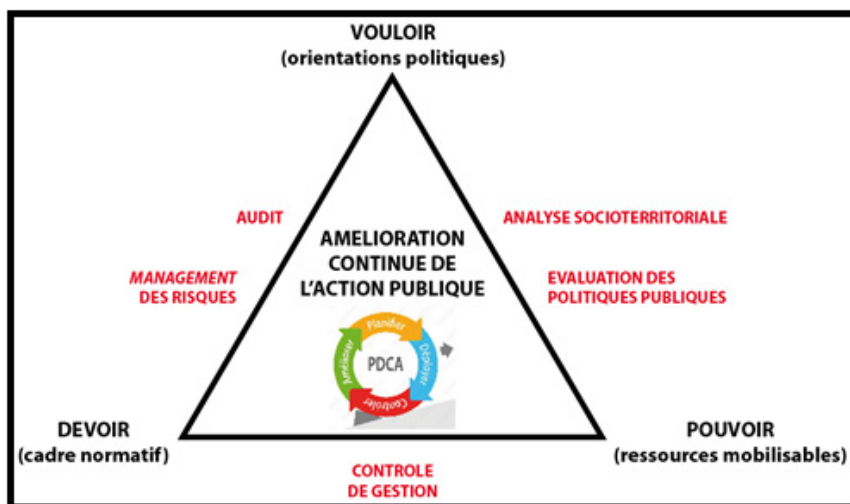 VOULOIR
(orientations politiques)
AUDIT
ANALYSE SOCIOTERRITORIALE
MANAGEMENT
DES RISQUES
AMELIORATION
CONTINUE DE
L'ACTION PUBLIQUE
EVALUATION DES
POLITIQUES PUBLIQUES
Planifier
Déployer
Contrôler
Améliorer
PDCA
DEVOIR
(cadre normatif)
POUVOIR
(ressources mobilisables)
CONTROLE
DE GESTION